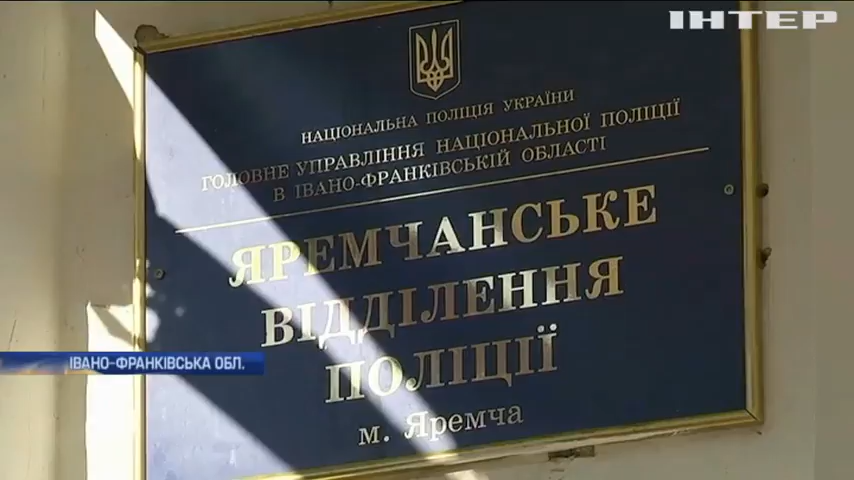 ІНТЕР
НАЦІОНАЛЬНА ПОЛІЦІЯ УКРАЇНИ
ГОЛОВНЕ УПРАВЛІННЯ НАЦІОНАЛЬНОЇ ПОЛІЦІЇ
В ІВАНО-ФРАНКІВСЬКІЙ ОБЛАСТІ
ЯРЕМЧАНСЬКЕ
ВІДДІЛЕННЯ
ПОЛІЦІЇ
м. Яремча
ІВАНО-ФРАНКІВСЬКА ОБЛ.